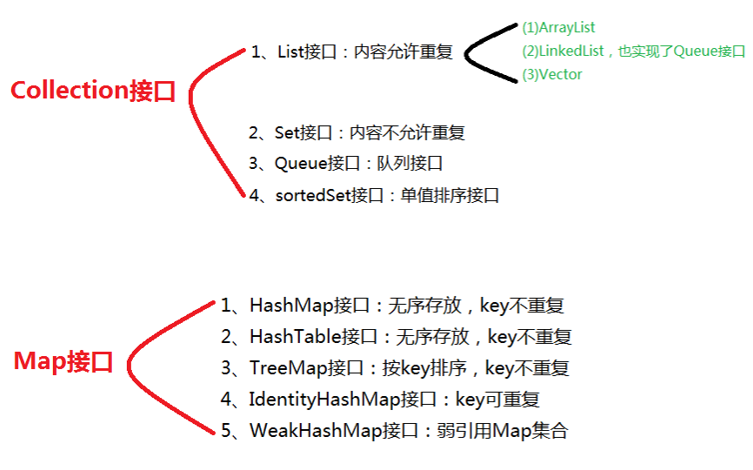 Collection接口
1、List接口：内容允许重复
(1)ArrayList
(2)LinkedList，也实现了Queue接口
(3)Vector
2、Set接口：内容不允许重复
3、Queue接口：队列接口
4、sortedSet接口：单值排序接口
Map接口
1、HashMap接口：无序存放，key不重复
2、HashTable接口：无序存放，key不重复
3、TreeMap接口：按key排序，key不重复
4、IdentityHashMap接口：key可重复
5、WeakHashMap接口：弱引用Map集合